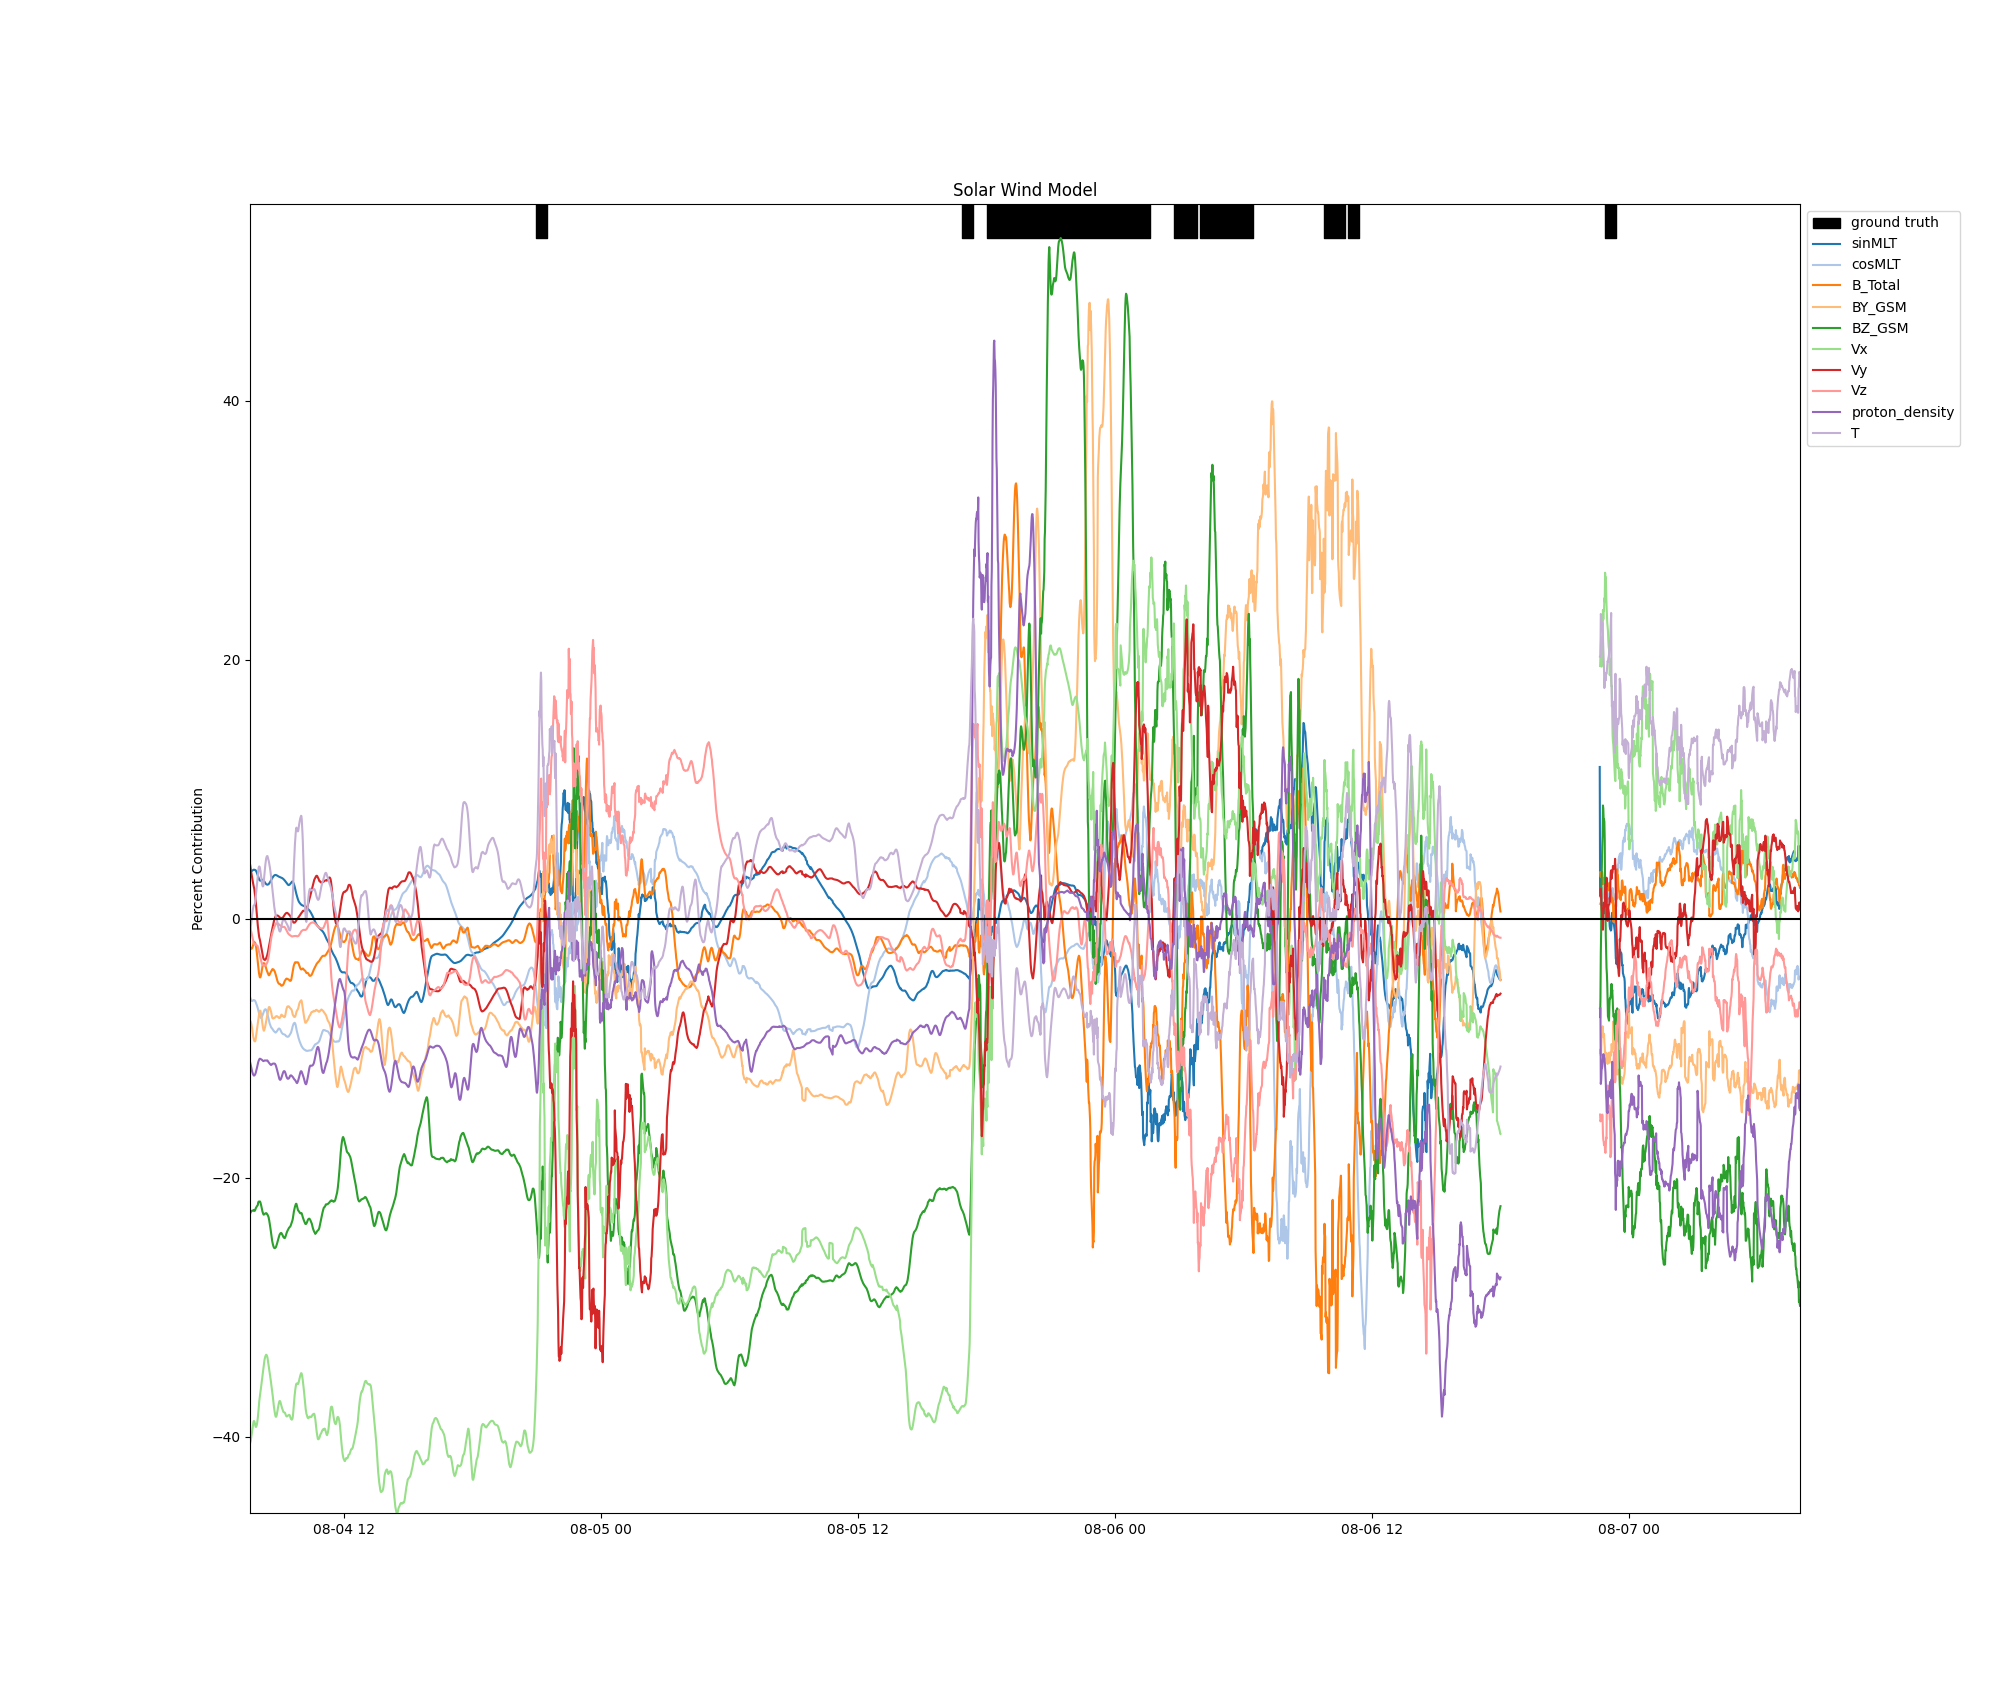 Solar Wind Model
Percent Contribution
40
20
0
−20
−40
08-04 12
08-05 00
08-05 12
08-06 00
08-06 12
08-07 00
ground truth
sinMLT
cosMLT
B_Total
BY_GSM
BZ_GSM
Vx
Vy
Vz
proton_density
T